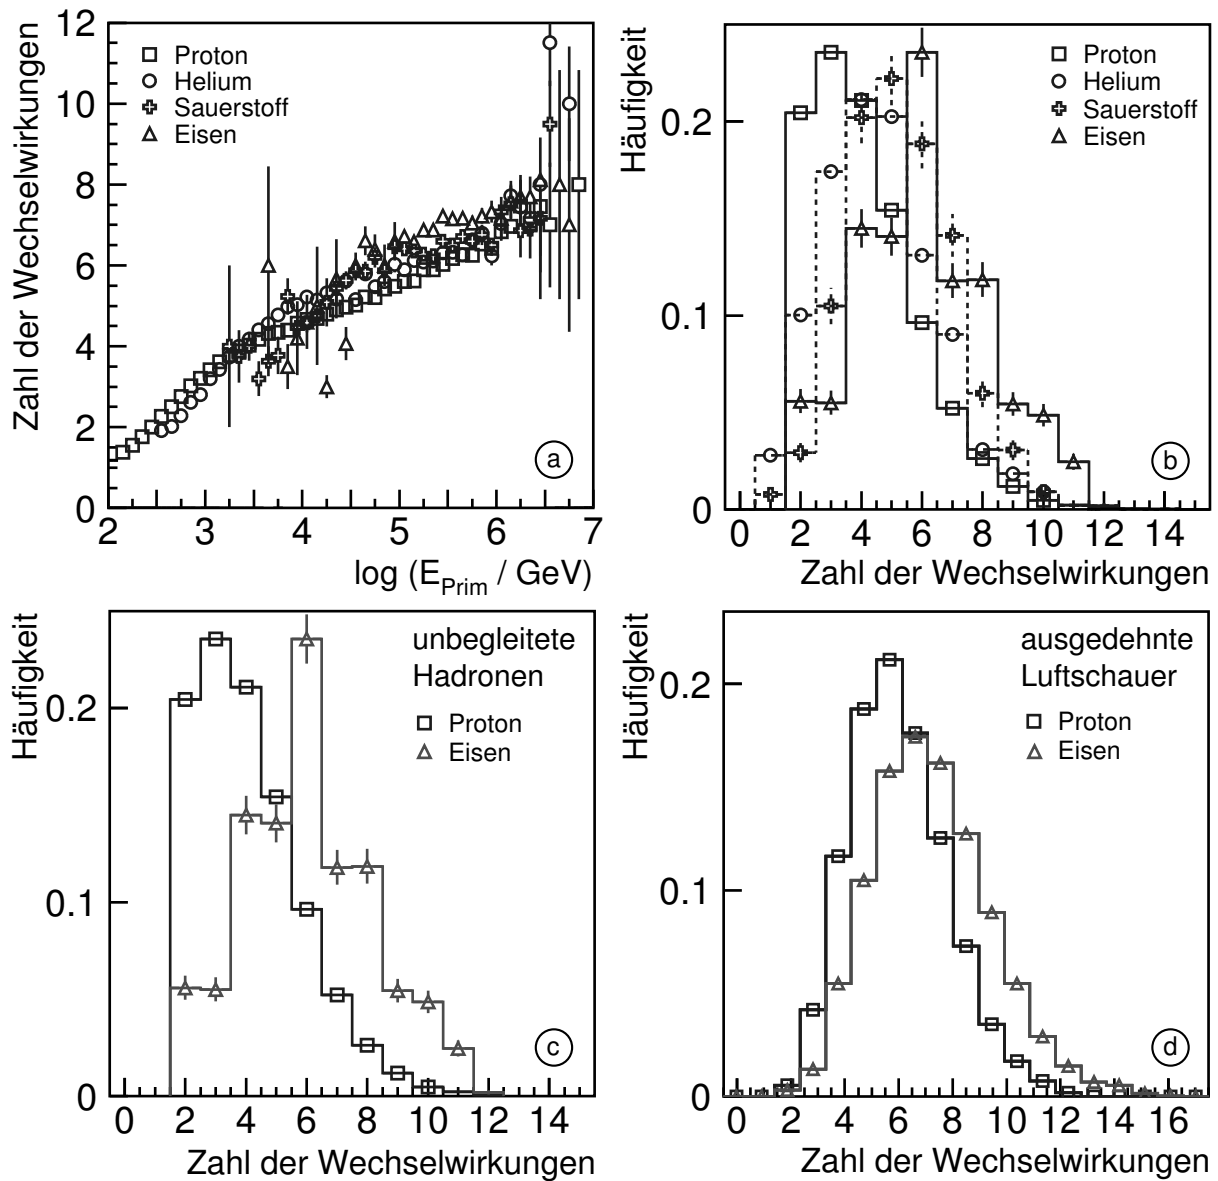 Zahl der Wechselwirkungen
12
10
8
6
4
2
0
Proton
Helium
Sauerstoff
Eisen
a
2 3 4 5 6 7
log (E_Prim / GeV)
Häufigkeit
0.2
0.1
0
Proton
Helium
Sauerstoff
Eisen
b
0 2 4 6 8 10 12 14
Zahl der Wechselwirkungen
Häufigkeit
0.2
0.1
0
unbegleitete
Hadronen
Proton
Eisen
c
0 2 4 6 8 10 12 14
Zahl der Wechselwirkungen
Häufigkeit
0.2
0.1
0
ausgedehnte
Luftschauer
Proton
Eisen
d
0 2 4 6 8 10 12 14 16
Zahl der Wechselwirkungen